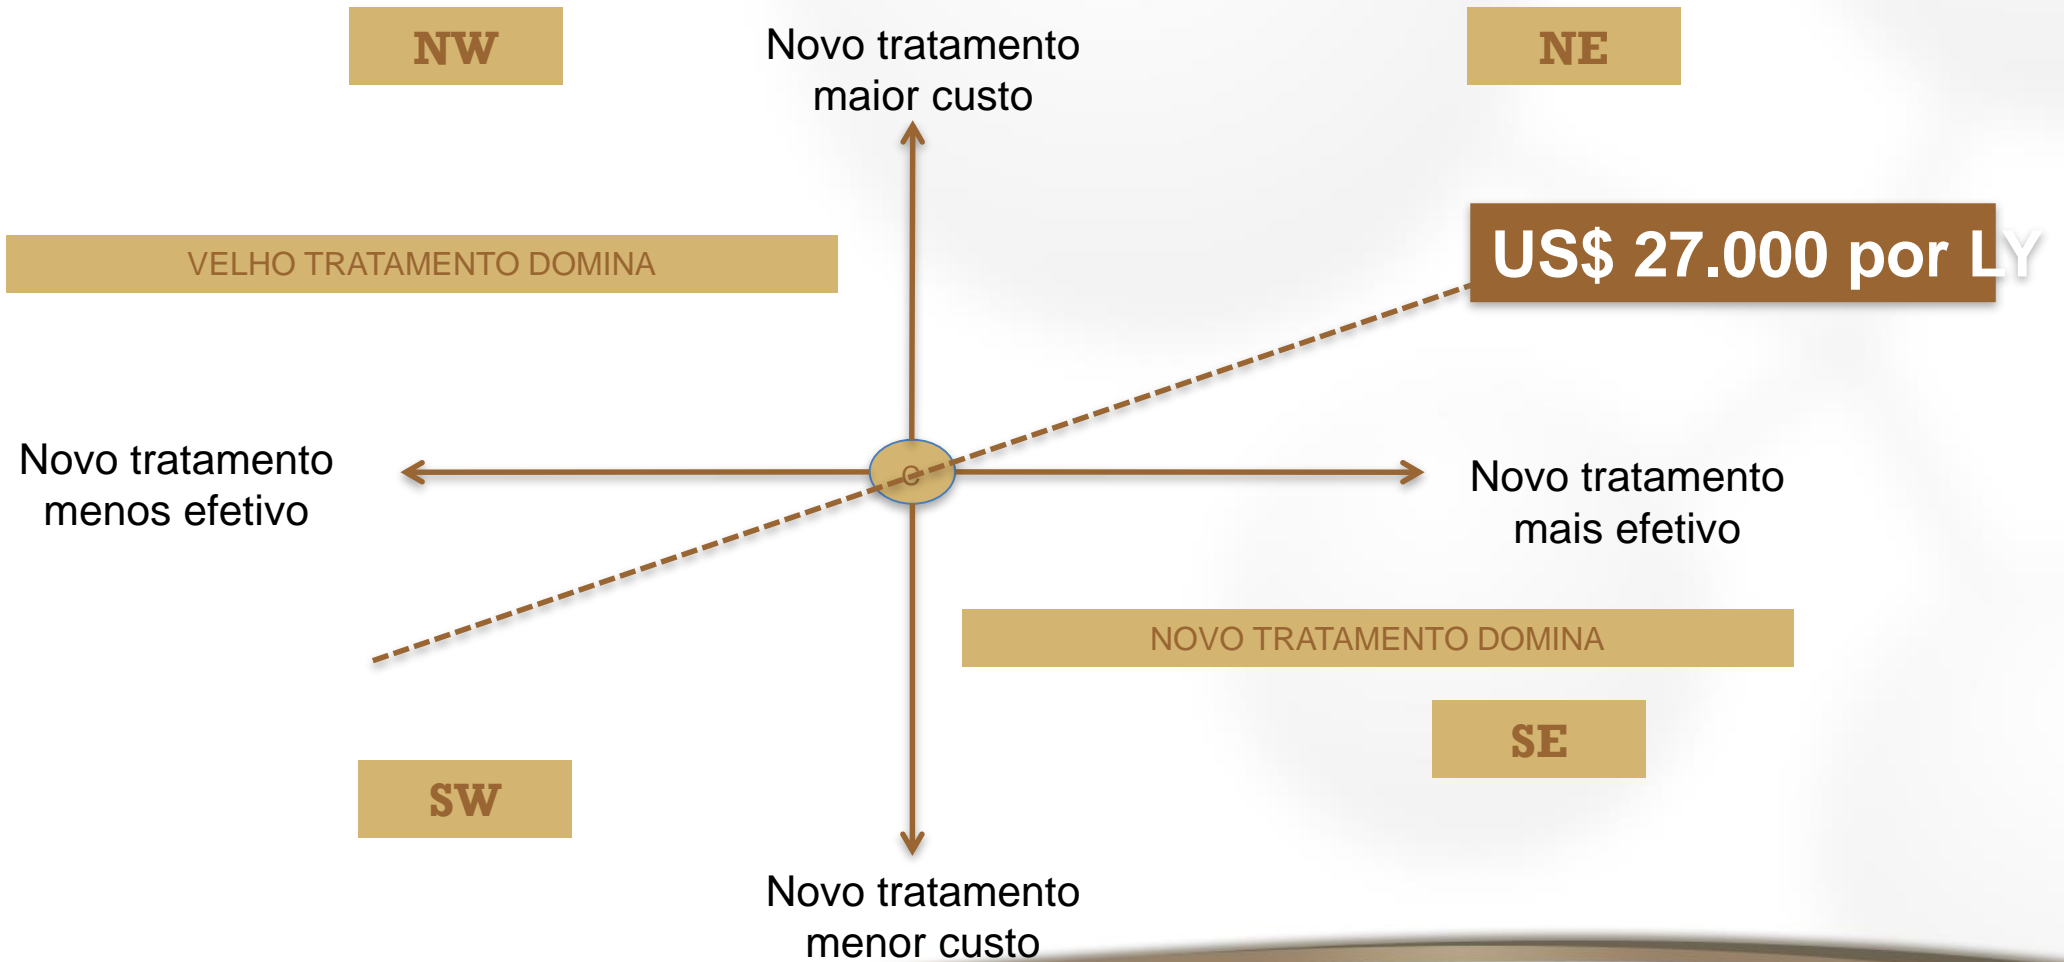 NW
Novo tratamento
maior custo
NE
VELHO TRATAMENTO DOMINA
US$ 27.000 por LY
Novo tratamento
menos efetivo
C
Novo tratamento
mais efetivo
NOVO TRATAMENTO DOMINA
SE
SW
Novo tratamento
menor custo